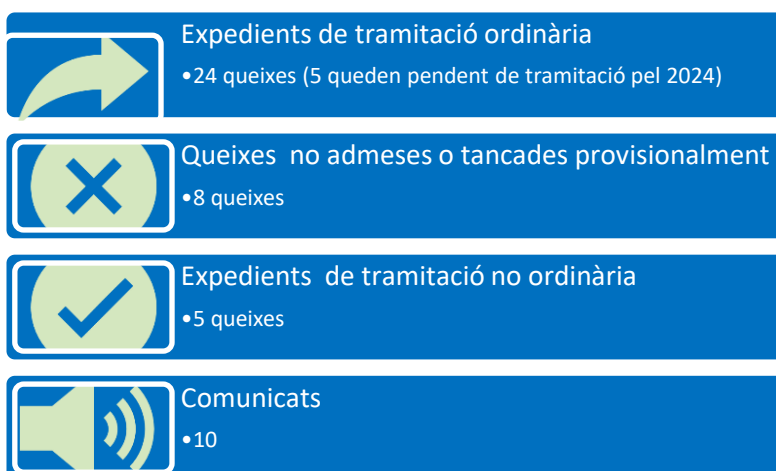 Expedients de tramitació ordinària
•24 queixes (5 queden pendent de tramitació pel 2024)
Queixes  no admeses o tancades provisionalment
•8 queixes
Expedients  de tramitació no ordinària
•5 queixes
Comunicats
•10